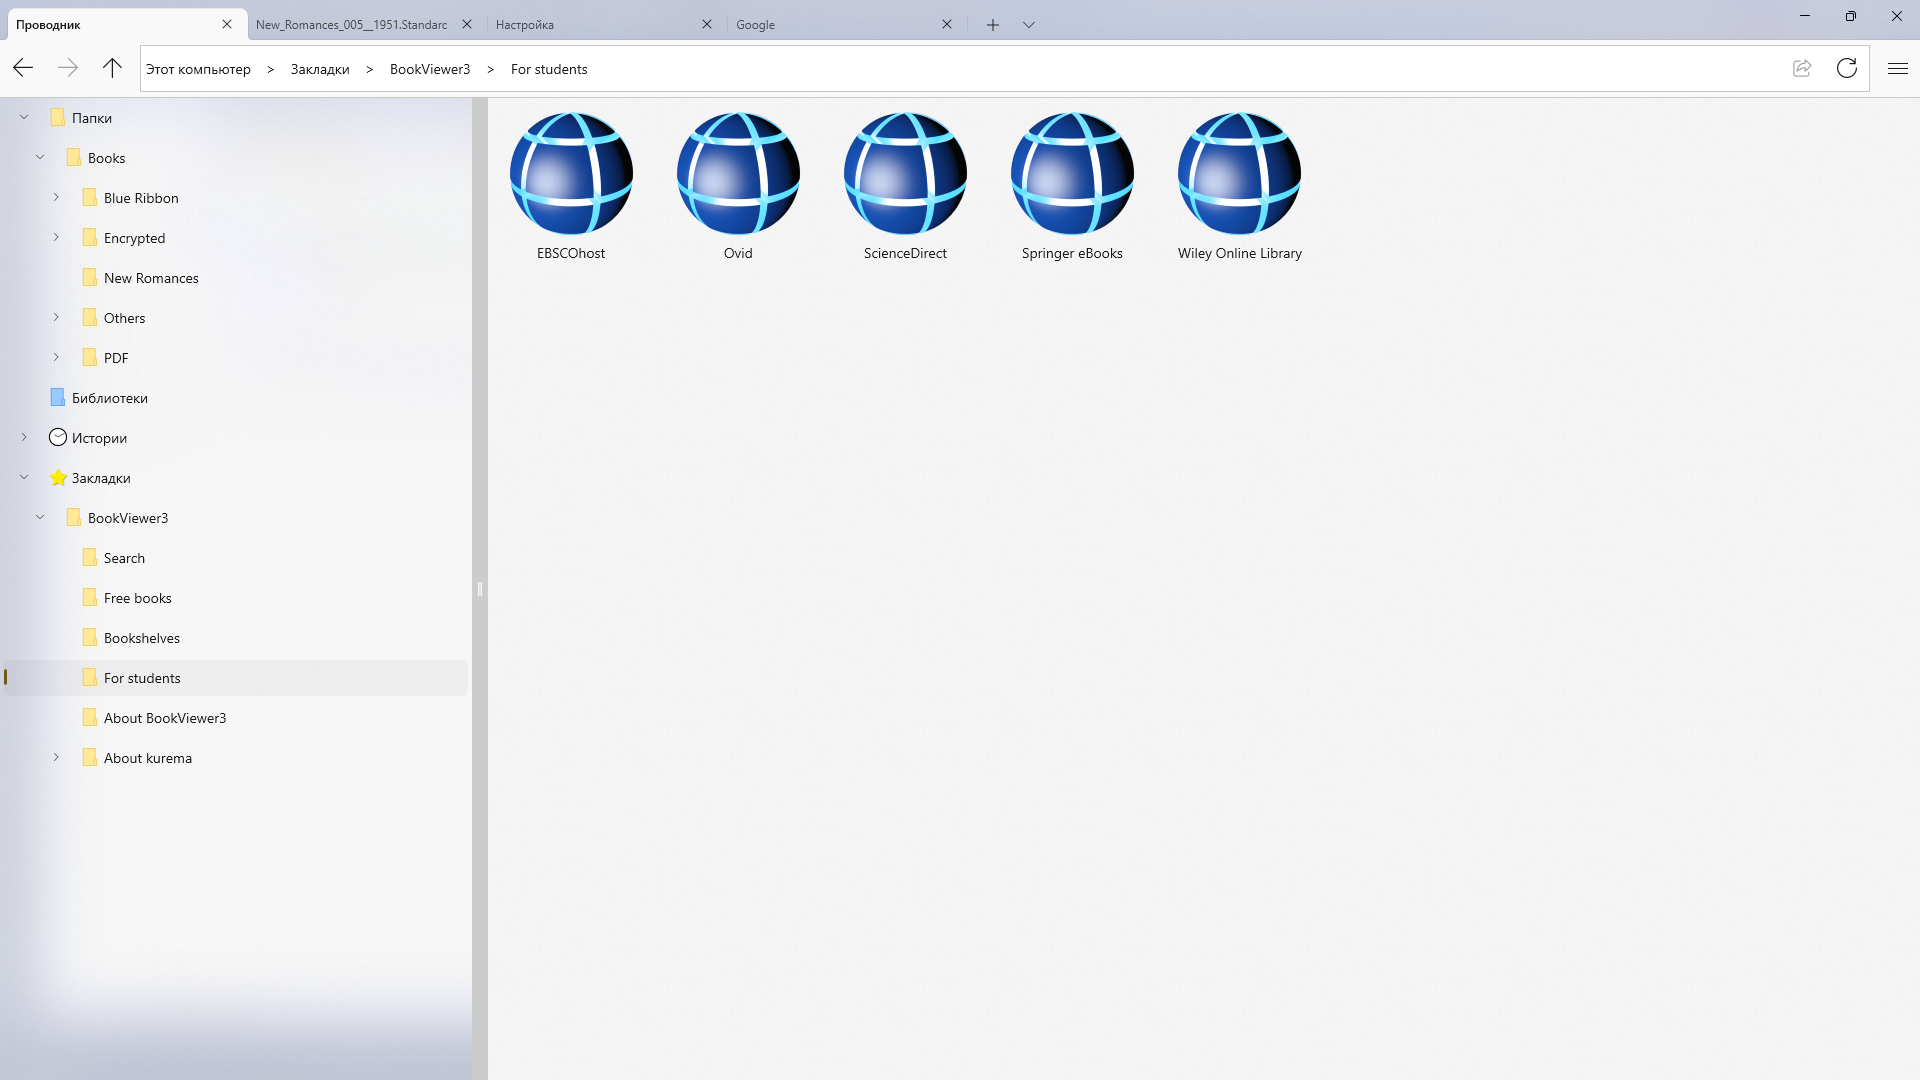 Проводник
New_Romances_005__1951.Standarc
Настройка
Google
Этот компьютер > Закладки > BookViewer3 > For students
Папки
Books
Blue Ribbon
Encrypted
New Romances
Others
PDF
Библиотеки
Истории
Закладки
BookViewer3
Search
Free books
Bookshelves
For students
About BookViewer3
About kurema
EBSCOhost
Ovid
ScienceDirect
Springer eBooks
Wiley Online Library